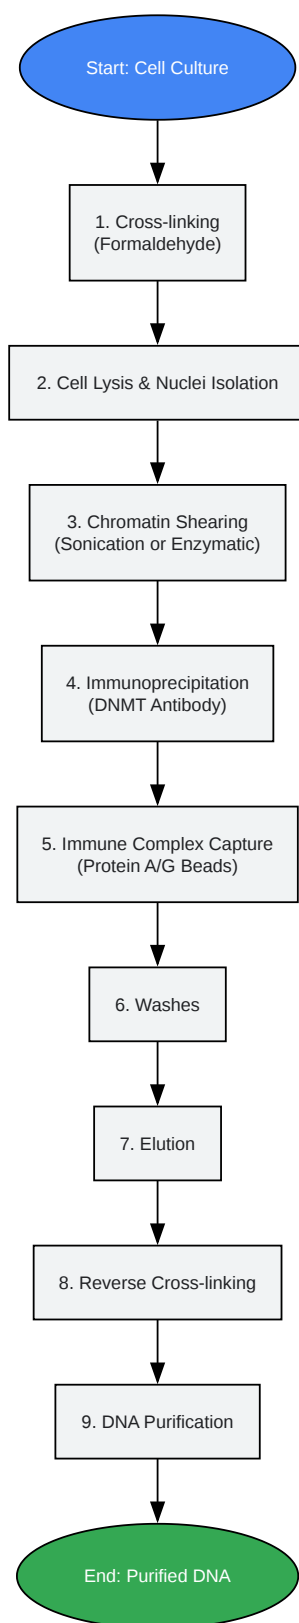 Start: Cell Culture
1. Cross-linking
(Formaldehyde)
2. Cell Lysis & Nuclei Isolation
3. Chromatin Shearing
(Sonication or Enzymatic)
4. Immunoprecipitation
(DNMT Antibody)
5. Immune Complex Capture
(Protein A/G Beads)
6. Washes
7. Elution
8. Reverse Cross-linking
9. DNA Purification
End: Purified DNA